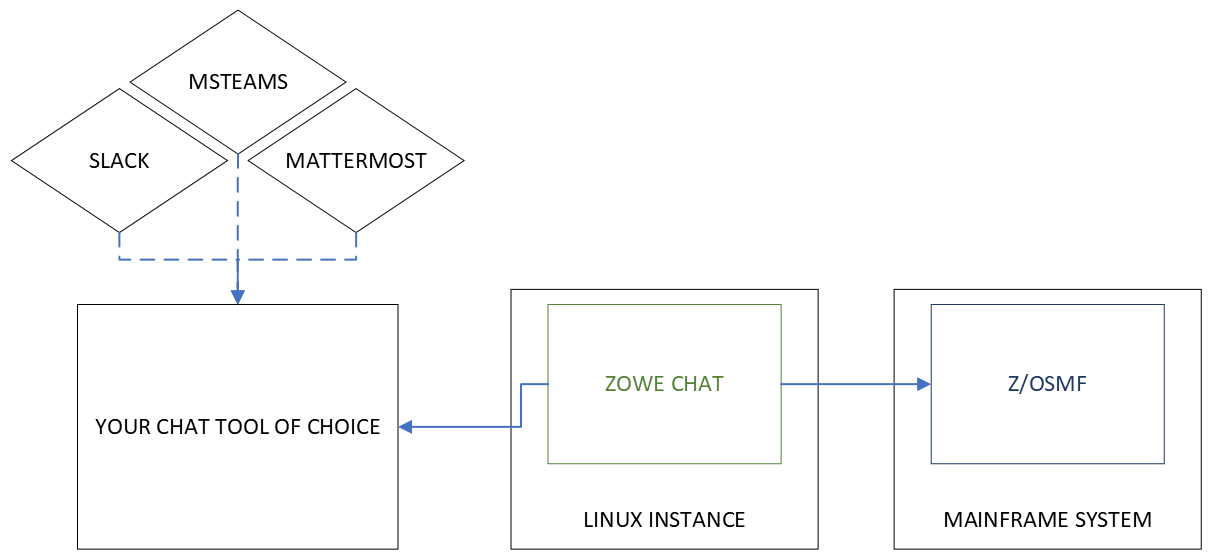 MSTEAMS
SLACK
MATTERMOST
YOUR CHAT TOOL OF CHOICE
ZOWE CHAT
LINUX INSTANCE
Z/OSMF
MAINFRAME SYSTEM